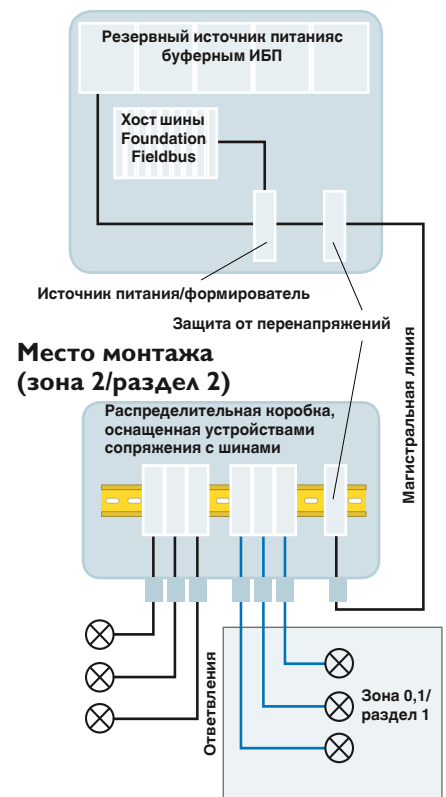 Резервный источник питанияс
буферным ИБП
Хост шины
Foundation
Fieldbus
Источник питания/формирователь
Защита от перенапряжений
Магистральная линия
Место монтажа
(зона 2/раздел 2)
Распределительная коробка,
оснащенная устройствами
сопряжения с шинами
Ответвления
Зона 0,1/
раздел 1